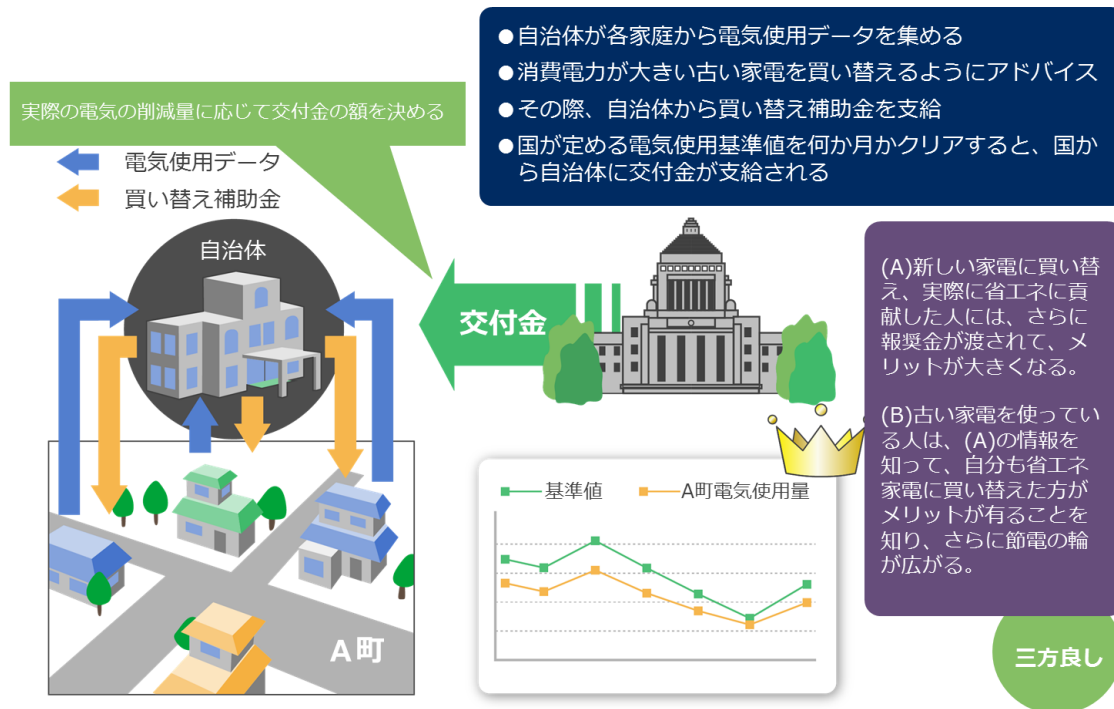 ●自治体が各家庭から電気使用データを集める
●消費電力が大きい古い家電を買い替えるようにアドバイス
●その際、自治体から買い替え補助金を支給
●国が定める電気使用基準値を何か月かクリアすると、国か
ら自治体に交付金が支給される
実際の電気の削減量に応じて交付金の額を決める
電気使用データ
買い替え補助金
自治体
交付金
(A)新しい家電に買い替
え、実際に省エネに貢
献した人には、さらに
報奨金が渡されて、メ
リットが大きくなる。
(B)古い家電を使ってい
る人は、(A)の情報を
知って、自分も省エネ
家電に買い替えた方が
メリットが有ることを
知り、さらに節電の輪
が広がる。
基準値
A町電気使用量
A町
三方良し